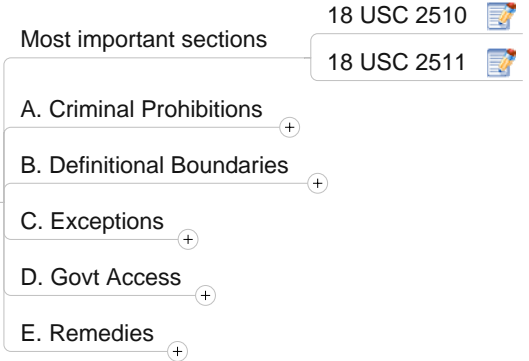 18 USC 2510
Most important sections
18 USC 2511
A. Criminal Prohibitions
B. Definitional Boundaries
C. Exceptions
D. Govt Access
E. Remedies